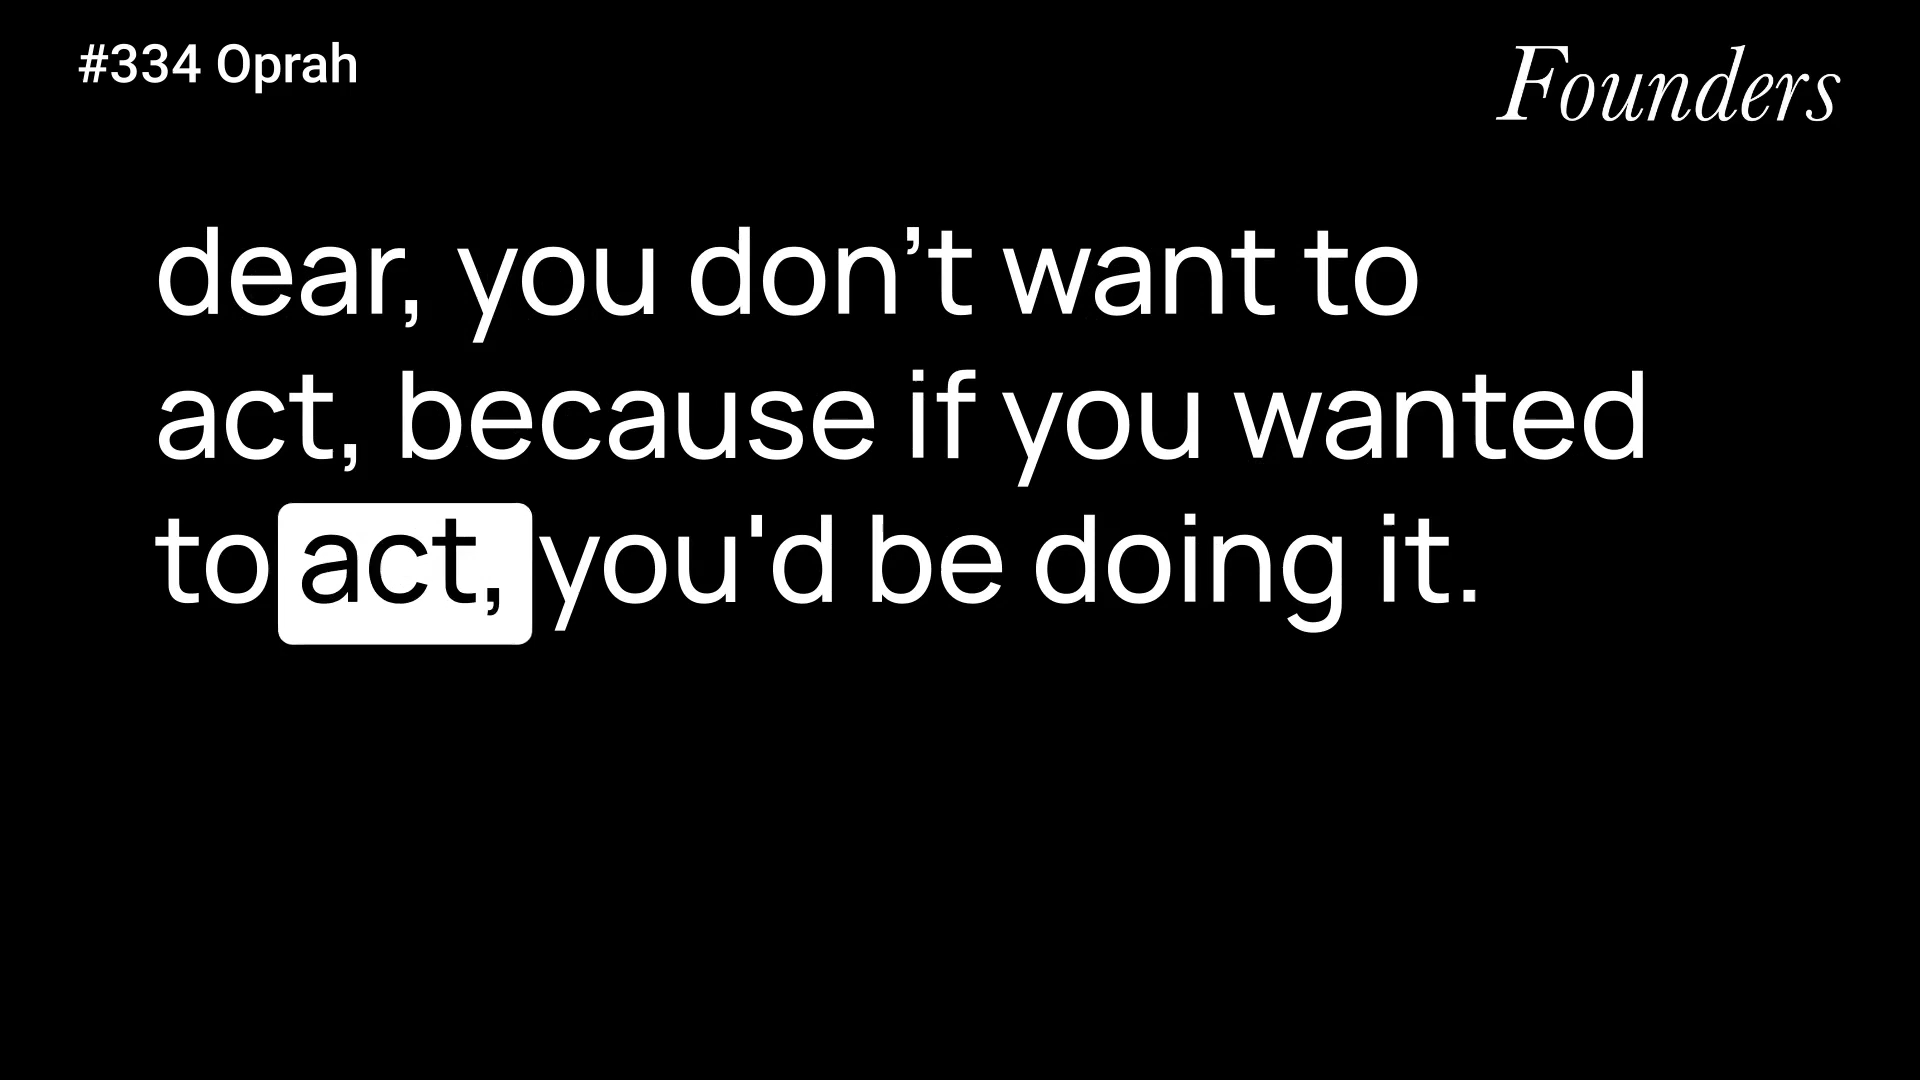 #334 Oprah
Founders
dear, you don’t want to
act, because if you wanted
to act, you'd be doing it.